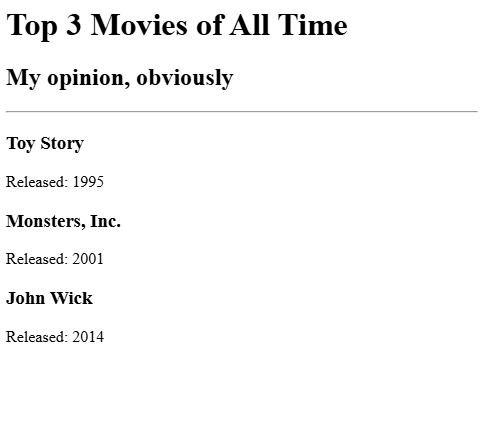 Top 3 Movies of All Time
My opinion, obviously
Toy Story
Released: 1995
Monsters, Inc.
Released: 2001
John Wick
Released: 2014